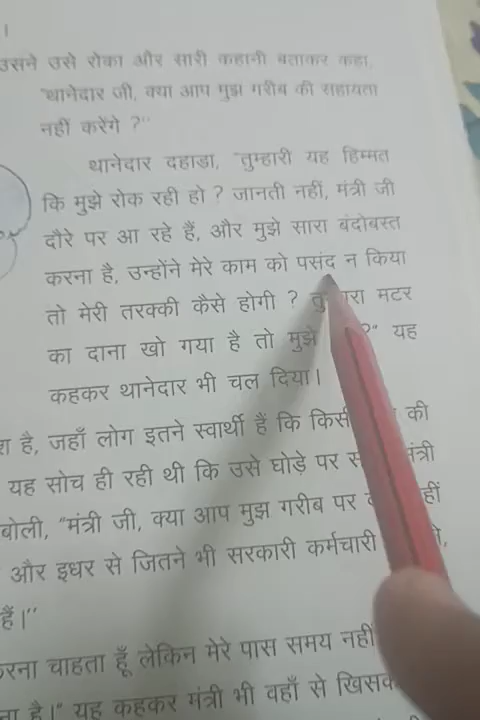 उसने उसे रोका और सारी कहानी बताकर कहा,
"थानेदार जी, क्या आप मुझ गरीब की सहायता
नहीं करेंगे ?"
थानेदार दहाडा, "तुम्हारी यह हिम्मत
कि मुझे रोक रही हो ? जानती नहीं, मंत्री जी
दौरे पर आ रहे हैं, और मुझे सारा बंदोबस्त
करना है, उन्होंने मेरे काम को पसंद न किया
तो मेरी तरक्की कैसे होगी ? मटर
का दाना खो गया है तो मुझे ?" यह
कहकर थानेदार भी चल दिया।
है, जहाँ लोग इतने स्वार्थी हैं कि की
यह सोच ही रही थी कि उसे घोड़े पर मंत्री
बोली, "मंत्री जी, क्या आप मुझ गरीब पर
और इधर से जितने भी सरकारी कर्मचारी
हैं।"
करना चाहता हूँ लेकिन मेरे पास समय नहीं
है।" यह कहकर मंत्री भी वहाँ से